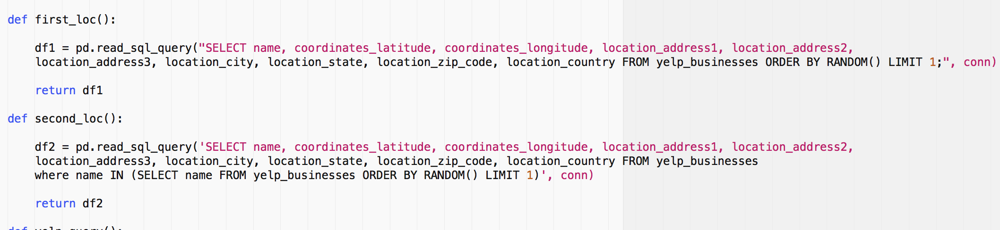 def first_loc():
df1 = pd.read_sql_query("SELECT name, coordinates_latitude, coordinates_longitude, location_address1, location_address2,
location_address3, location_city, location_state, location_zip_code, location_country FROM yelp_businesses ORDER BY RANDOM() LIMIT 1;", conn)
return df1
def second_loc():
df2 = pd.read_sql_query('SELECT name, coordinates_latitude, coordinates_longitude, location_address1, location_address2,
location_address3, location_city, location_state, location_zip_code, location_country FROM yelp_businesses
where name IN (SELECT name FROM yelp_businesses ORDER BY RANDOM() LIMIT 1)', conn)
return df2
def yelp_query():